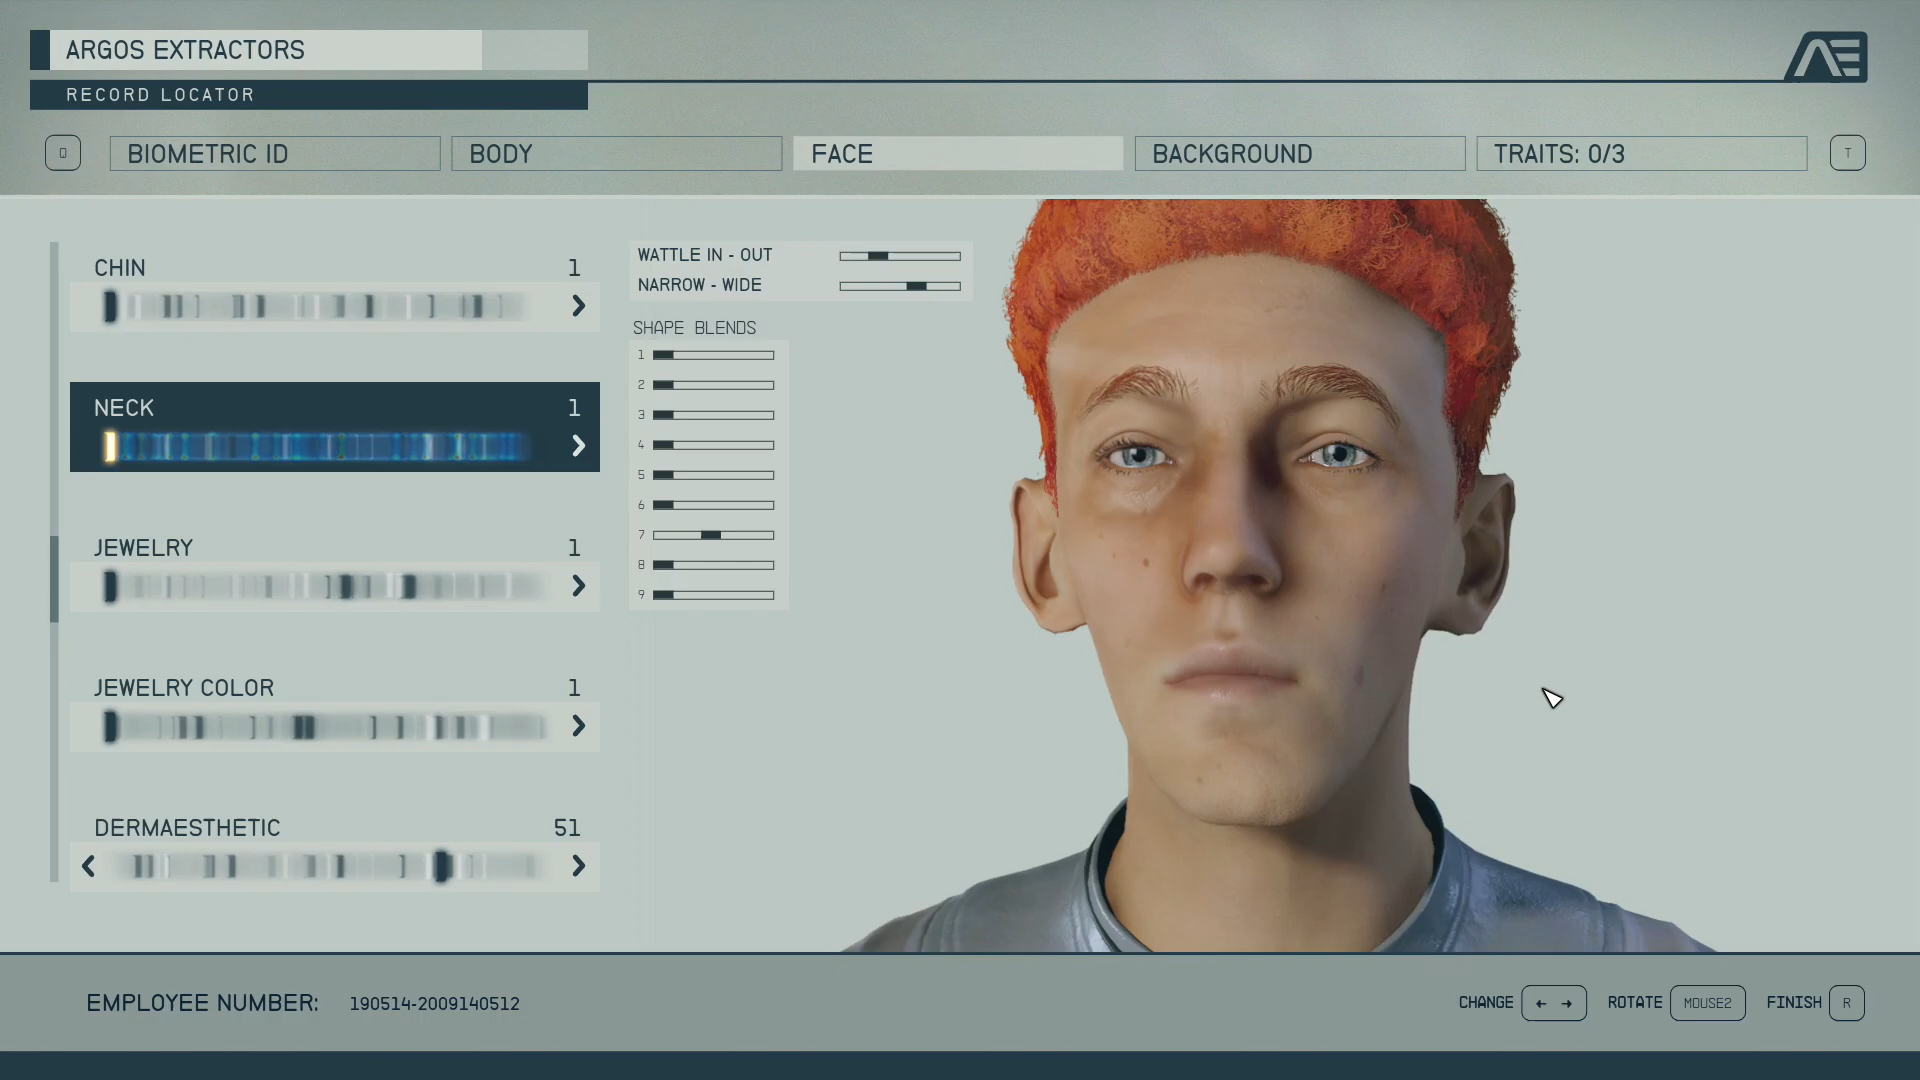 ARGOS EXTRACTORS
RECORD LOCATOR
BIOMETRIC ID
BODY
FACE
BACKGROUND
TRAITS: 0/3
T
CHIN 1
NECK 1
JEWELRY 1
JEWELRY COLOR 1
DERMAESTHETIC 51
WATTLE IN - OUT
NARROW - WIDE
SHAPE BLENDS
1
2
3
4
5
6
7
8
9
EMPLOYEE NUMBER: 190514-2009140512
CHANGE ← →
ROTATE MOUSE2
FINISH R